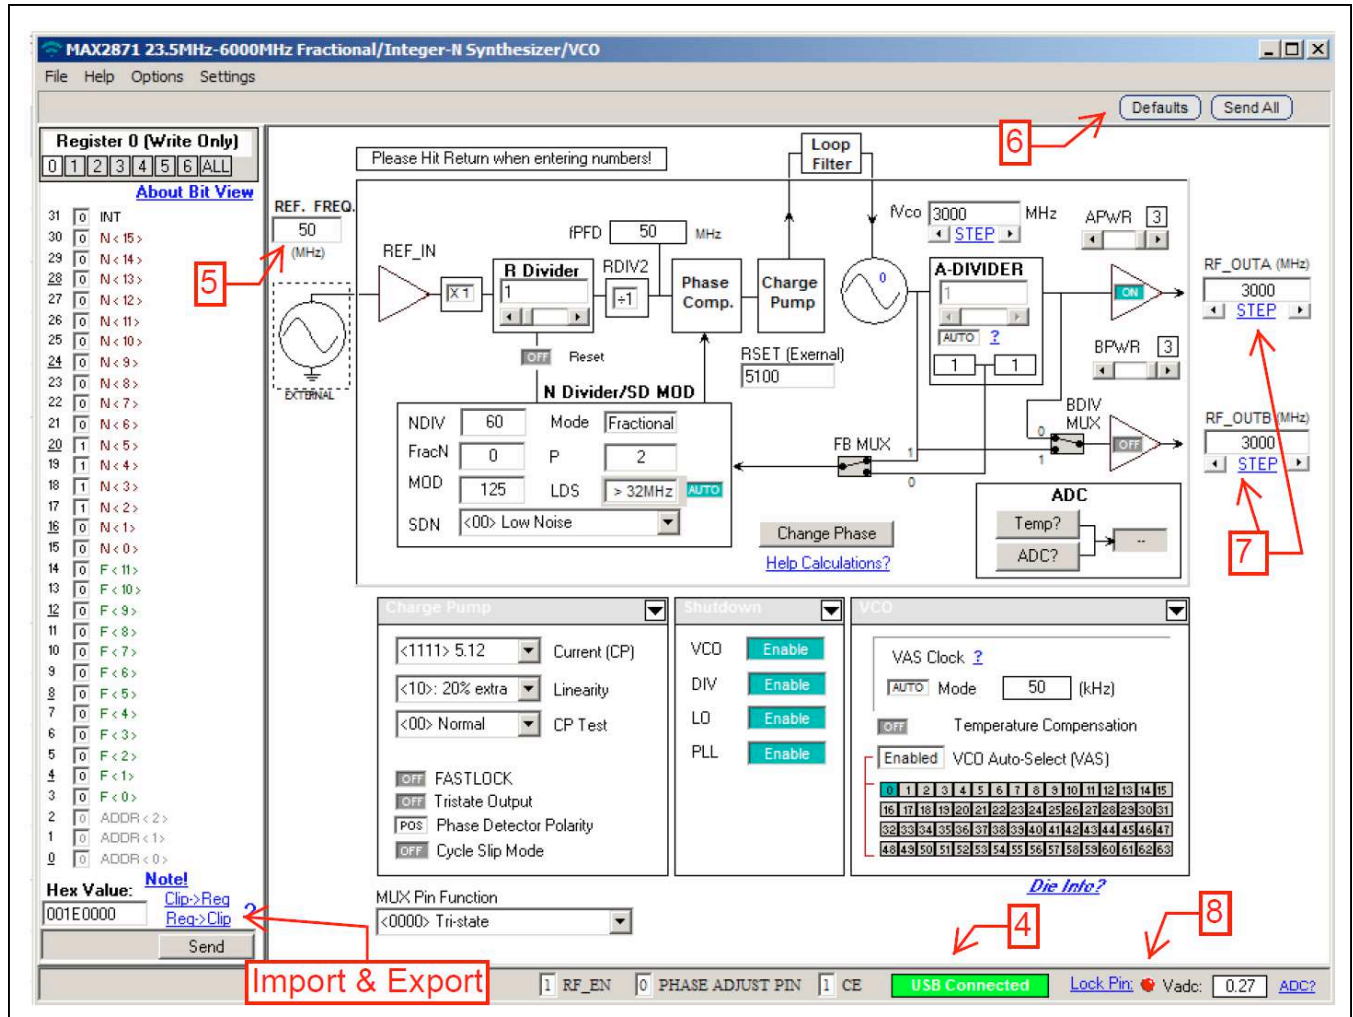 MAX2871 23.5MHz-6000MHz Fractional/Integer-N Synthesizer/VCO
File Help Options Settings
Defaults Send All
6
Register 0 (Write Only)
0 1 2 3 4 5 6 ALL
About Bit View
31 0 INT
30 0 N<15>
29 0 N<14>
28 0 N<13>
27 0 N<12>
26 0 N<11>
25 0 N<10>
24 0 N<9>
23 0 N<8>
22 0 N<7>
21 0 N<6>
20 1 N<5>
19 1 N<4>
18 1 N<3>
17 1 N<2>
16 0 N<1>
15 0 N<0>
14 0 F<11>
13 0 F<10>
12 0 F<9>
11 0 F<8>
10 0 F<7>
9 0 F<6>
8 0 F<5>
7 0 F<4>
6 0 F<3>
5 0 F<2>
4 0 F<1>
3 0 F<0>
2 0 ADDR<2>
1 0 ADDR<1>
0 0 ADDR<0>
Note!
Hex Value: Clip->Reg
001E0000 Reg->Clip ?
Send
Import & Export
Please Hit Return when entering numbers!
Loop
Filter
REF. FREQ.
50
(MHz)
5
EXTERNAL
REF_IN
X 1
R Divider
1
OFF Reset
fPFD 50 MHz
RDIV2
÷1
Phase
Comp.
Charge
Pump
fVco 3000 MHz
STEP
0
RSET (Exernal)
5100
A-DIVIDER
1
AUTO ?
1 1
APWR 3
ON
BPWR 3
BDIV
MUX
0
1
OFF
RF_OUTA (MHz)
3000
STEP
RF_OUTB (MHz)
3000
STEP
7
N Divider/SD MOD
NDIV 60 Mode Fractional
FracN 0 P 2
MOD 125 LDS > 32MHz AUTO
SDN <00> Low Noise
FB MUX 1
0
Change Phase
Help Calculations?
ADC
Temp?
ADC?
--
Charge Pump
<1111> 5.12 Current (CP)
<10>: 20% extra Linearity
<00> Normal CP Test
OFF FASTLOCK
OFF Tristate Output
POS Phase Detector Polarity
OFF Cycle Slip Mode
Shutdown
VCO Enable
DIV Enable
LO Enable
PLL Enable
VCO
VAS Clock ?
AUTO Mode 50 (kHz)
OFF Temperature Compensation
Enabled VCO Auto-Select (VAS)
0 1 2 3 4 5 6 7 8 9 10 11 12 13 14 15
16 17 18 19 20 21 22 23 24 25 26 27 28 29 30 31
32 33 34 35 36 37 38 39 40 41 42 43 44 45 46 47
48 49 50 51 52 53 54 55 56 57 58 59 60 61 62 63
Die Info?
MUX Pin Function
<0000> Tri-state
4
8
1 RF_EN 0 PHASE ADJUST PIN 1 CE USB Connected Lock Pin: Vadc: 0.27 ADC?